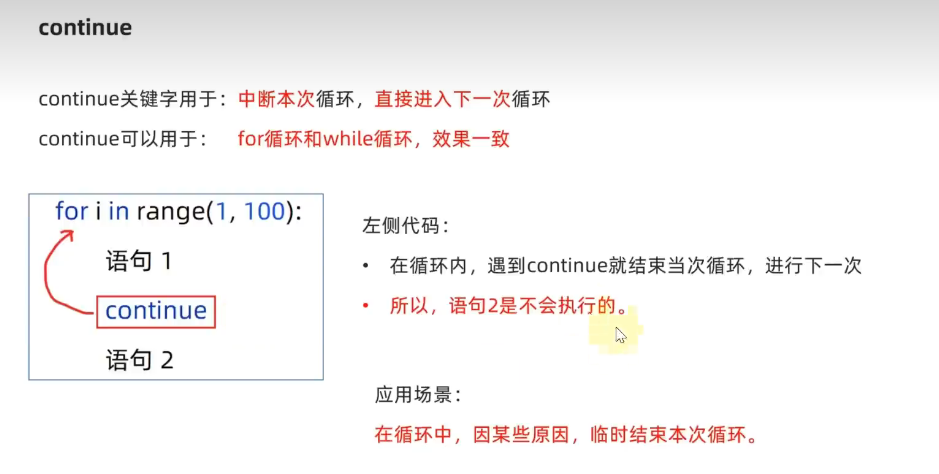 continue
continue关键字用于：中断本次循环，直接进入下一次循环
continue可以用于： for循环和while循环，效果一致
for i in range(1, 100):
语句 1
continue
语句 2
左侧代码：
• 在循环内，遇到continue就结束当次循环，进行下一次
• 所以，语句2是不会执行的。
应用场景：
在循环中，因某些原因，临时结束本次循环。